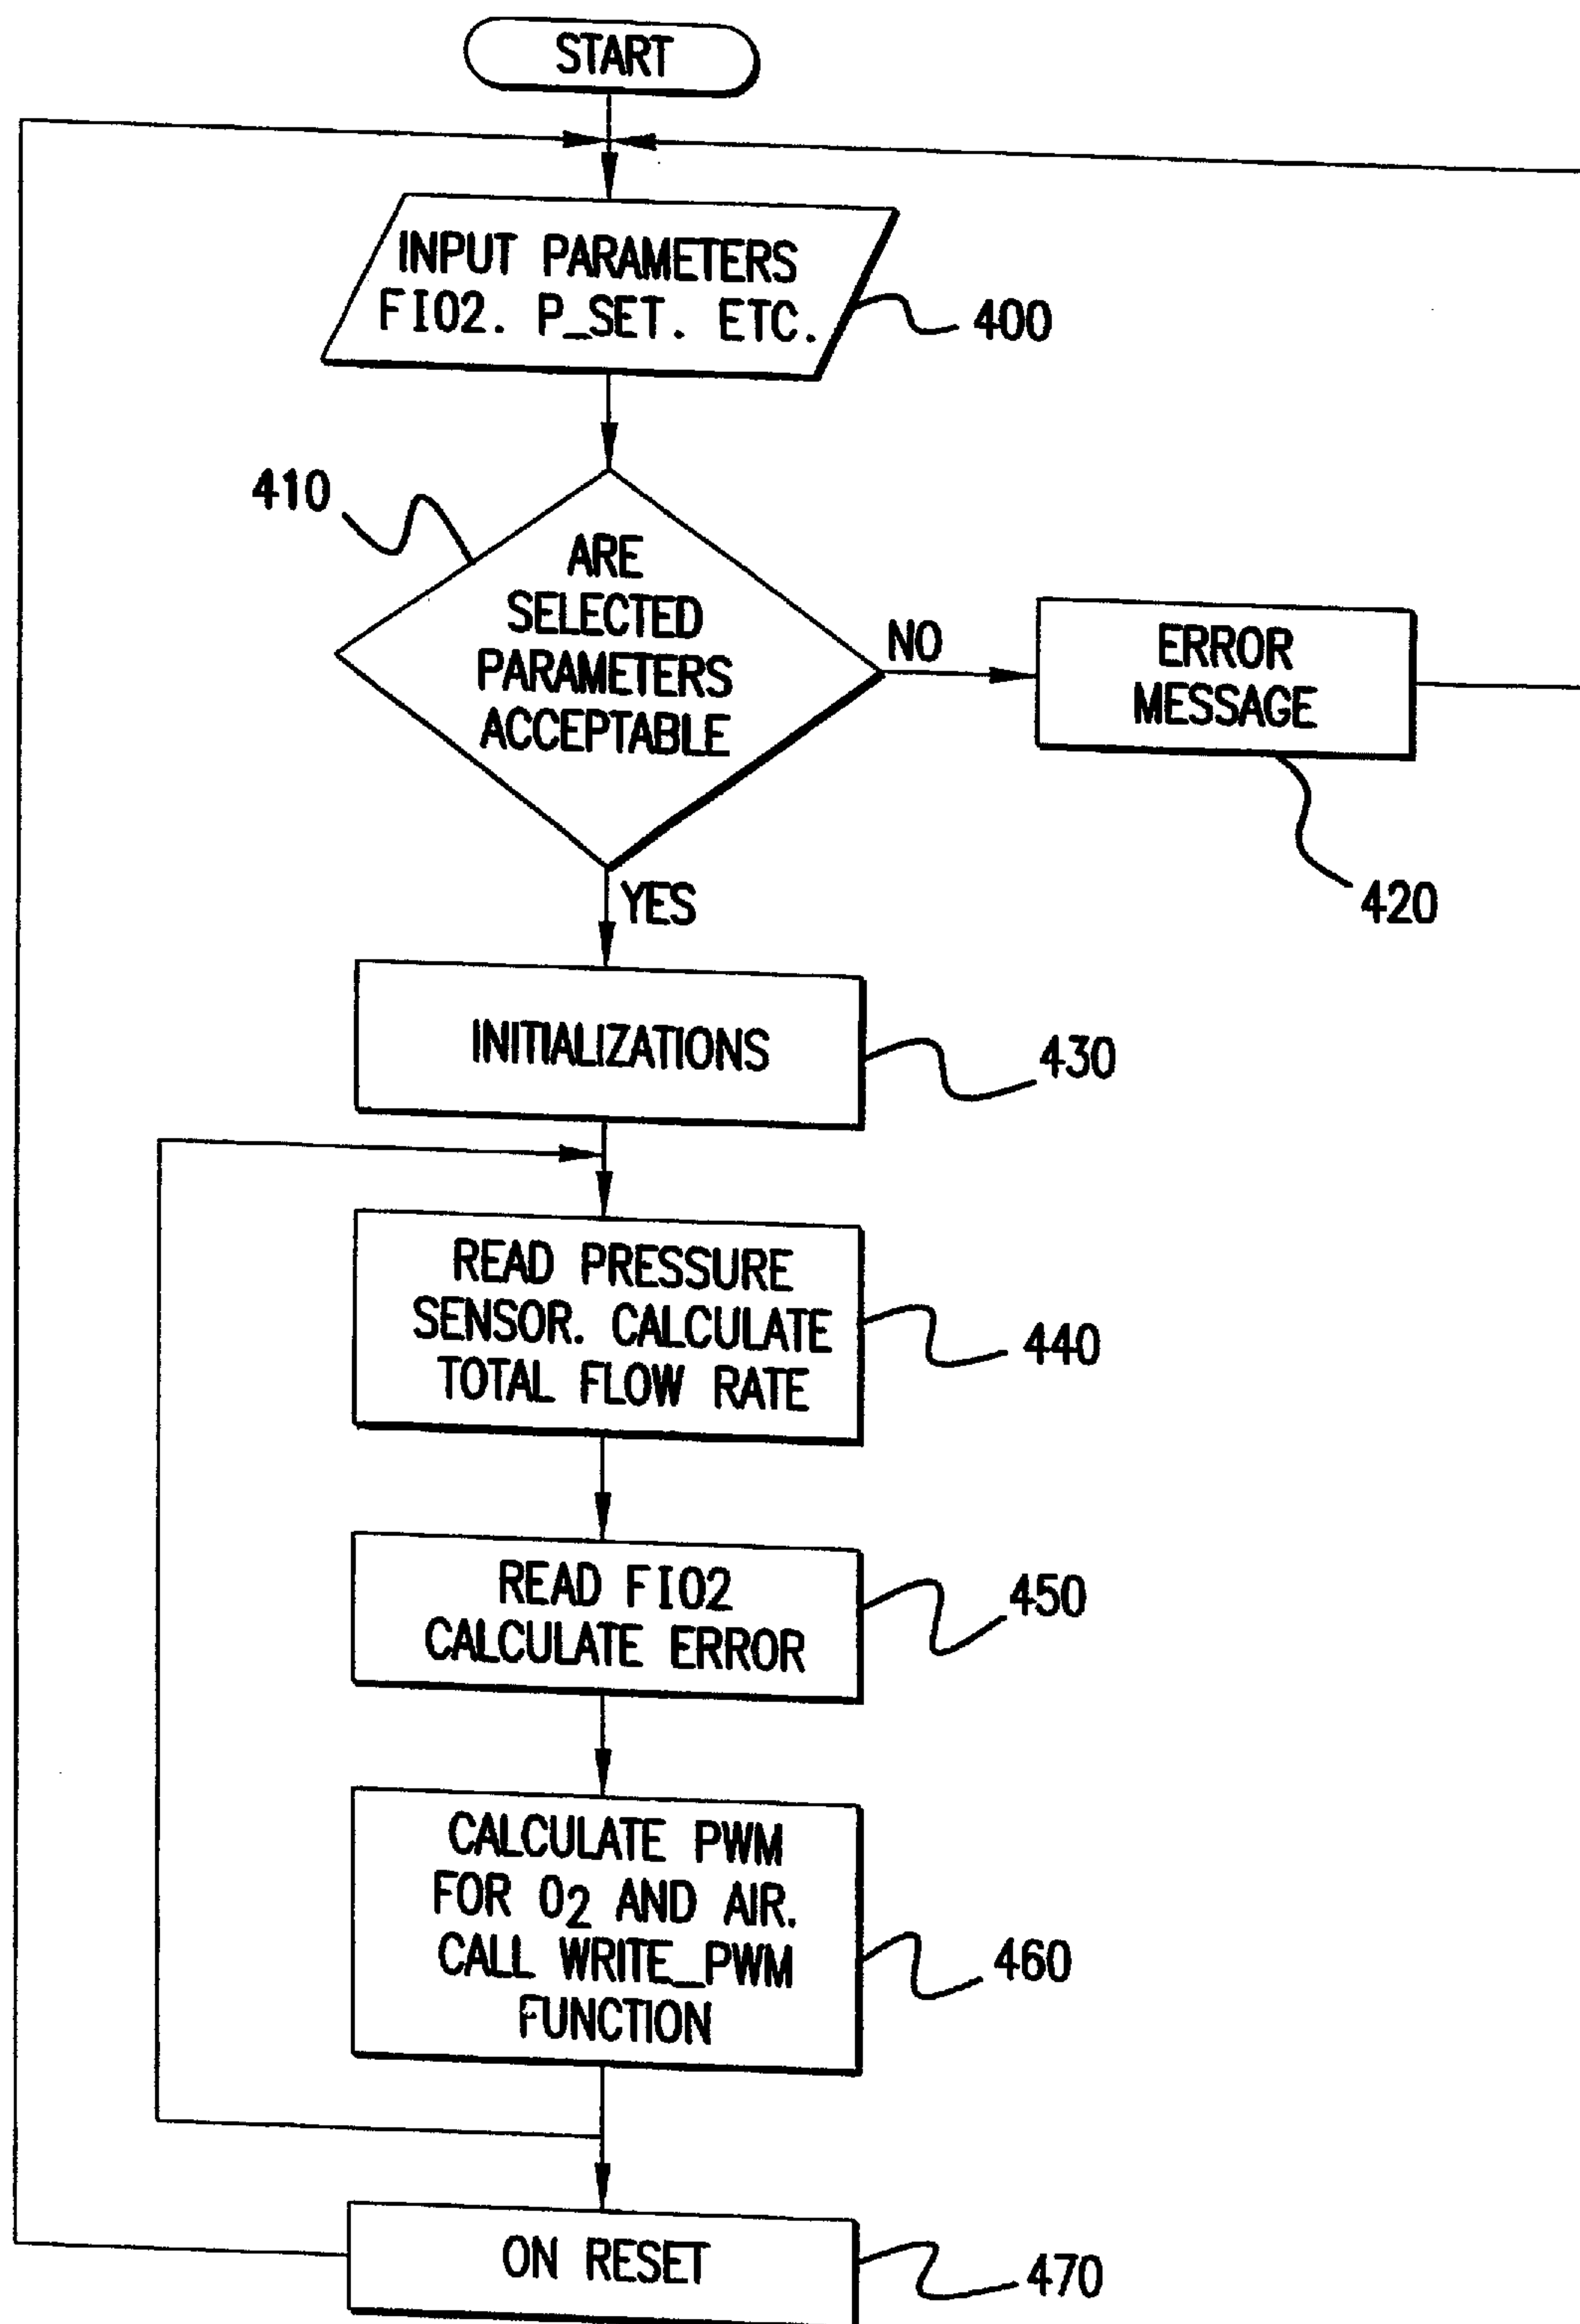 START
INPUT PARAMETERS
FIO2. P_SET. ETC.
400
410
ARE
SELECTED
PARAMETERS
ACCEPTABLE
NO
ERROR
MESSAGE
420
YES
INITIALIZATIONS
430
READ PRESSURE
SENSOR. CALCULATE
TOTAL FLOW RATE
440
READ FIO2
CALCULATE ERROR
450
CALCULATE PWM
FOR O2 AND AIR.
CALL WRITE_PWM
FUNCTION
460
ON RESET
470